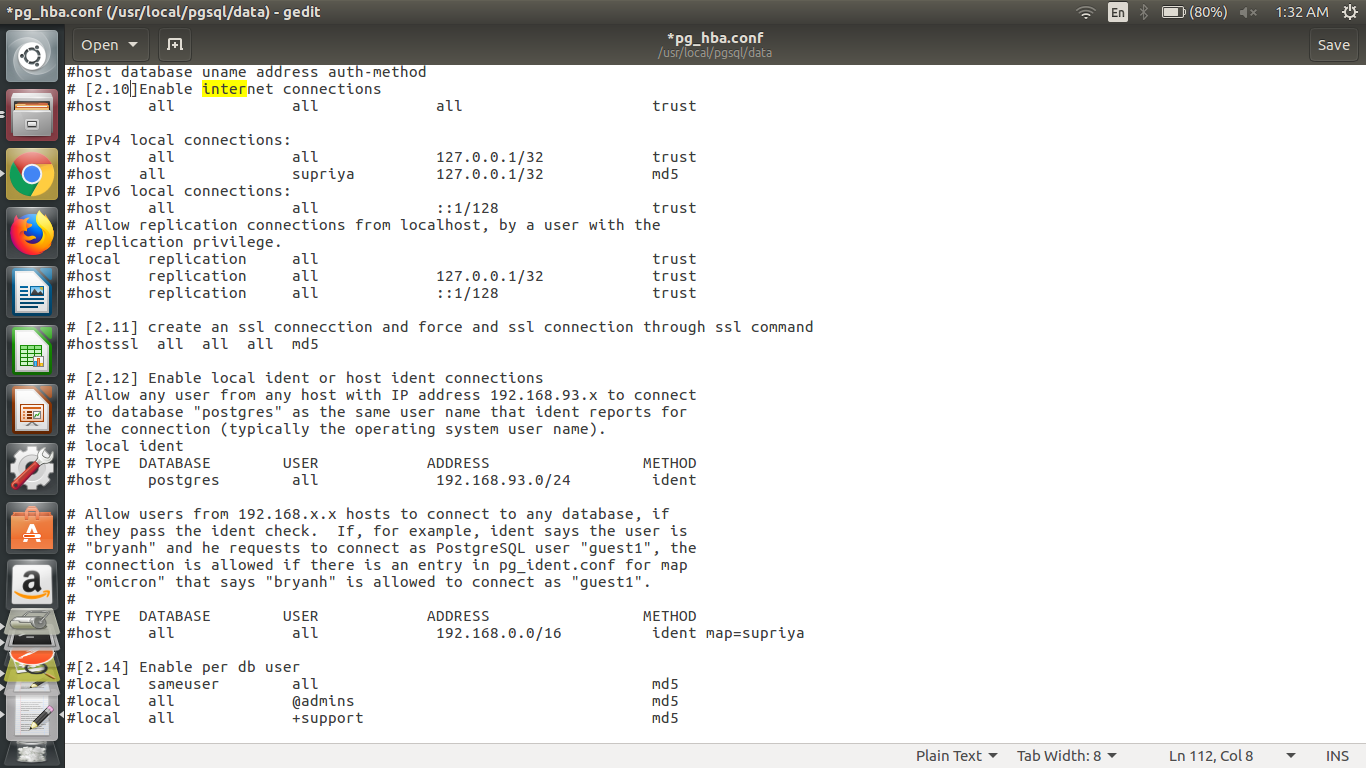 *pg_hba.conf (/usr/local/pgsql/data) - gedit
En
(80%)
1:32 AM
Open
*pg_hba.conf
/usr/local/pgsql/data
Save
#host database uname address auth-method
# [2.10]Enable internet connections
#host    all             all             all                     trust

# IPv4 local connections:
#host    all             all             127.0.0.1/32            trust
#host   all              supriya         127.0.0.1/32            md5
# IPv6 local connections:
#host    all             all             ::1/128                 trust
# Allow replication connections from localhost, by a user with the
# replication privilege.
#local   replication     all                                     trust
#host    replication     all             127.0.0.1/32            trust
#host    replication     all             ::1/128                 trust

# [2.11] create an ssl connecction and force and ssl connection through ssl command
#hostssl  all  all  all  md5

# [2.12] Enable local ident or host ident connections
# Allow any user from any host with IP address 192.168.93.x to connect
# to database "postgres" as the same user name that ident reports for
# the connection (typically the operating system user name).
# local ident
# TYPE  DATABASE        USER            ADDRESS                 METHOD
#host    postgres        all             192.168.93.0/24         ident

# Allow users from 192.168.x.x hosts to connect to any database, if
# they pass the ident check.  If, for example, ident says the user is
# "bryanh" and he requests to connect as PostgreSQL user "guest1", the
# connection is allowed if there is an entry in pg_ident.conf for map
# "omicron" that says "bryanh" is allowed to connect as "guest1".
#
# TYPE  DATABASE        USER            ADDRESS                 METHOD
#host    all             all             192.168.0.0/16          ident map=supriya

#[2.14] Enable per db user
#local   sameuser        all                                     md5
#local   all             @admins                                 md5
#local   all             +support                                md5
Plain Text
Tab Width: 8
Ln 112, Col 8
INS